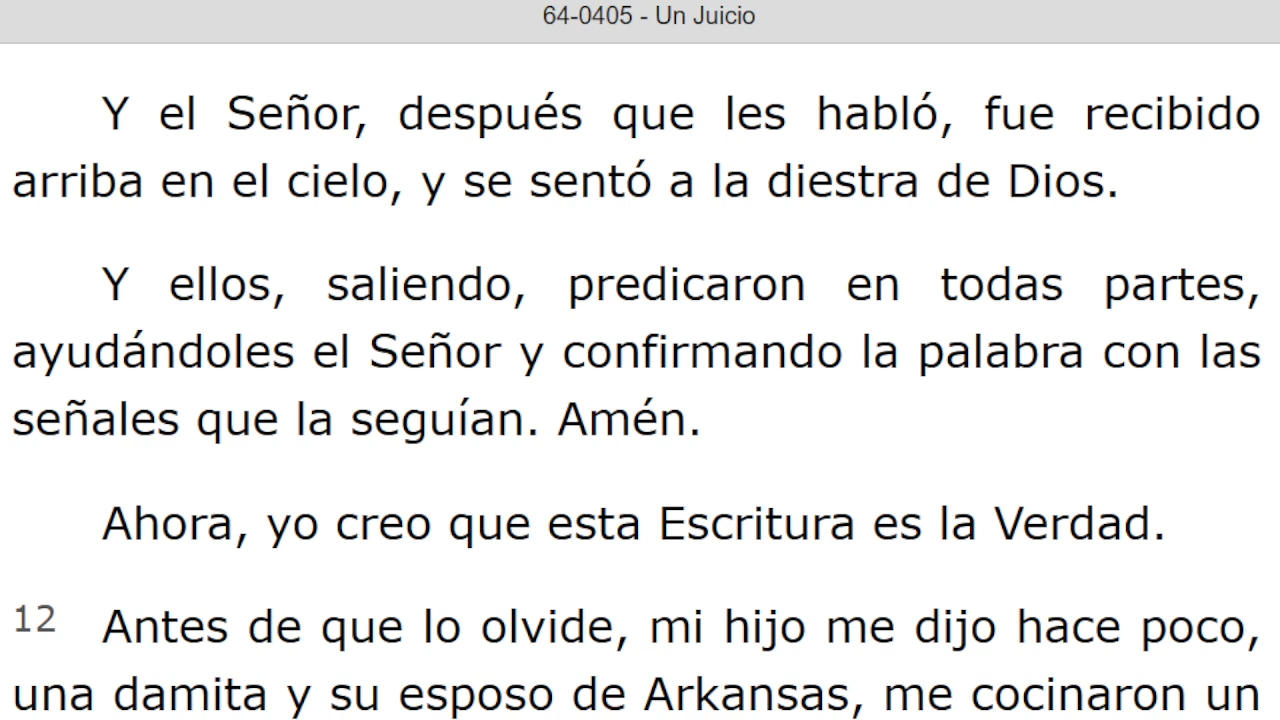 64-0405 - Un Juicio
Y el Señor, después que les habló, fue recibido
arriba en el cielo, y se sentó a la diestra de Dios.
Y ellos, saliendo, predicaron en todas partes,
ayudándoles el Señor y confirmando la palabra con las
señales que la seguían. Amén.
Ahora, yo creo que esta Escritura es la Verdad.
12 Antes de que lo olvide, mi hijo me dijo hace poco,
una damita y su esposo de Arkansas, me cocinaron un